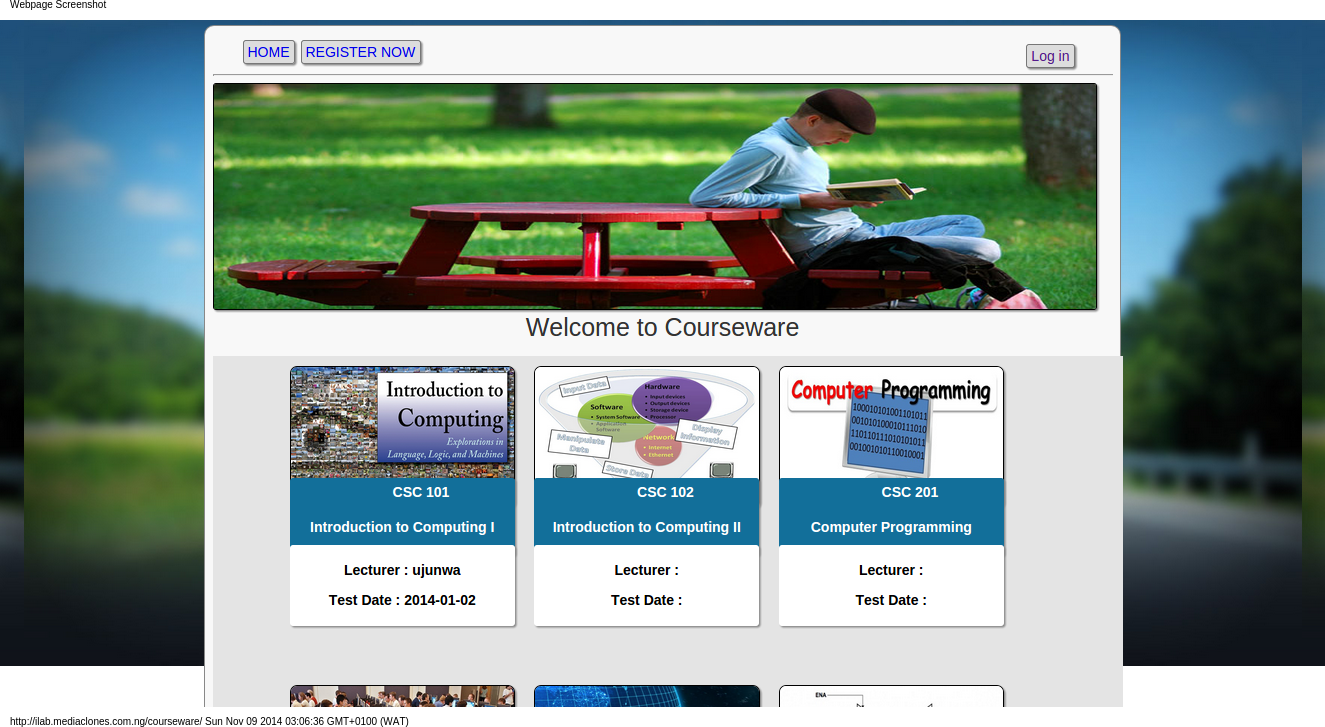 Webpage Screenshot
HOME
REGISTER NOW
Log in
Welcome to Courseware
Introduction to
Computing
Explorations in
Language, Logic, and Machines
CSC 101
Introduction to Computing I
Lecturer : ujunwa
Test Date : 2014-01-02
Input Data
Hardware
• Input devices
• Output devices
• Storage device
• Processor
Software
• System Software
• Application
Software
Network
• Internet
• Ethernet
Display
Information
Manipulate
Data
Store Data
CSC 102
Introduction to Computing II
Lecturer :
Test Date :
Computer Programming
100010101001101011
001010100010111010
110110111010101011
001001010110010001
CSC 201
Computer Programming
Lecturer :
Test Date :
ENA
http://ilab.mediaclones.com.ng/courseware/ Sun Nov 09 2014 03:06:36 GMT+0100 (WAT)